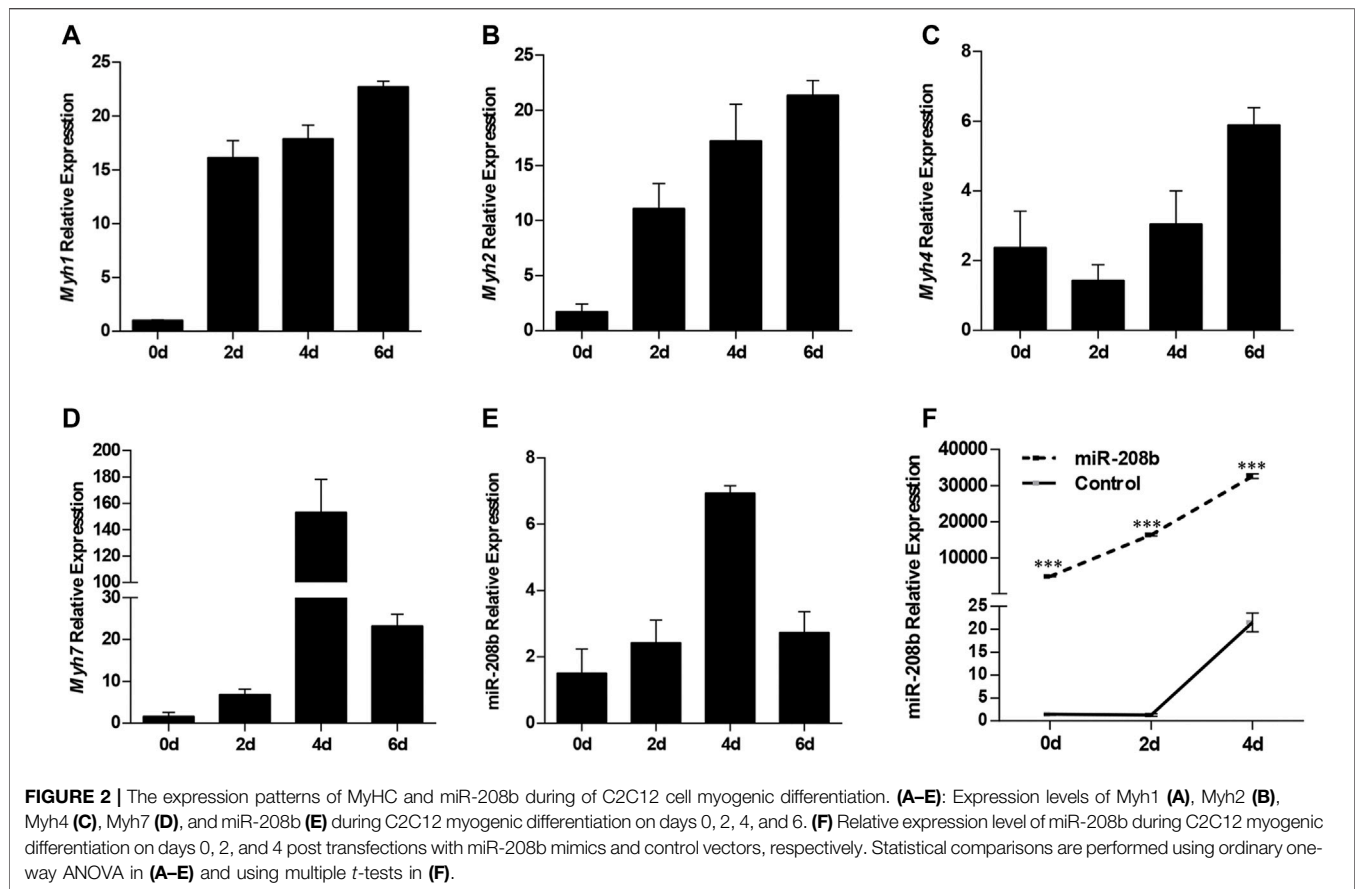 A
Myh1 Relative Expresstion
25
20
15
10
5
0
0d 2d 4d 6d
B
Myh2 Relative Expresstion
25
20
15
10
5
0
0d 2d 4d 6d
C
Myh4 Relative Expresstion
8
6
4
2
0
0d 2d 4d 6d
D
Myh7 Relative Expression
200
180
160
140
120
100
30
20
10
0
0d 2d 4d 6d
E
miR-208b Relative Expression
8
6
4
2
0
0d 2d 4d 6d
F
miR-208b Relative Expression
40000
30000
20000
10000
25
20
15
10
5
0
miR-208b
Control
***
***
***
0d 2d 4d
FIGURE 2 | The expression patterns of MyHC and miR-208b during of C2C12 cell myogenic differentiation. (A–E): Expression levels of Myh1 (A), Myh2 (B),
Myh4 (C), Myh7 (D), and miR-208b (E) during C2C12 myogenic differentiation on days 0, 2, 4, and 6. (F) Relative expression level of miR-208b during C2C12 myogenic
differentiation on days 0, 2, and 4 post transfections with miR-208b mimics and control vectors, respectively. Statistical comparisons are performed using ordinary one-
way ANOVA in (A–E) and using multiple t-tests in (F).